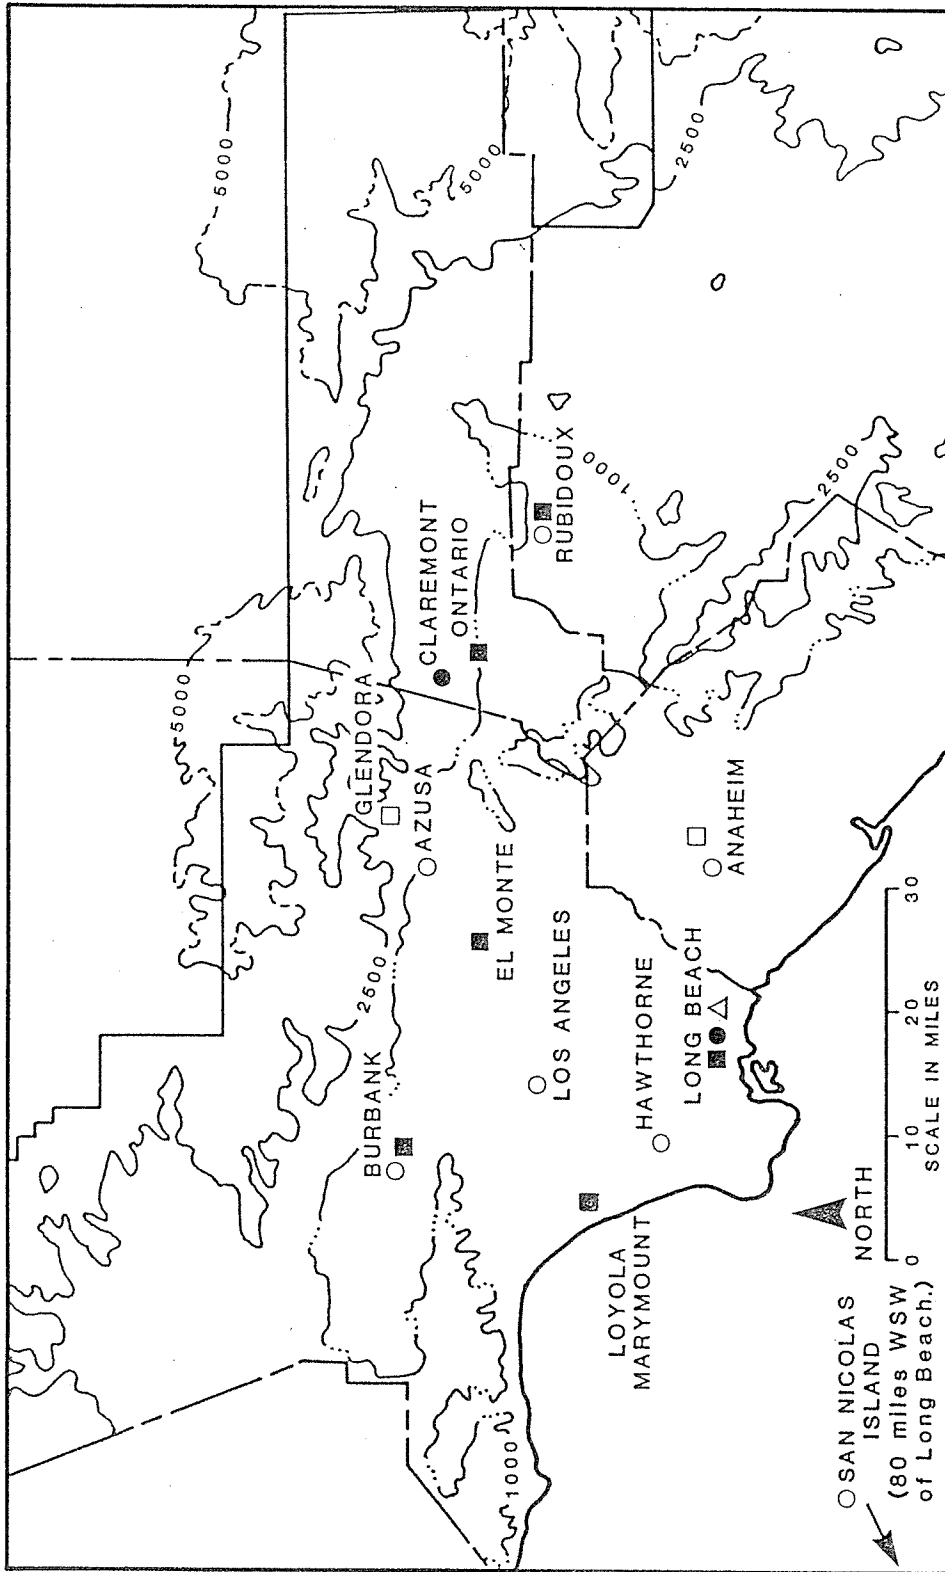 5000
5000
5000
2500
2500
2500
1000
1000
GLENDORA
CLAREMONT
ONTARIO
AZUSA
BURBANK
EL MONTE
RUBIDOUX
LOS ANGELES
HAWTHORNE
LONG BEACH
ANAHEIM
LOYOLA
MARYMOUNT
NORTH
0 10 20 30
SCALE IN MILES
SAN NICOLAS
ISLAND
(80 miles WSW
of Long Beach.)